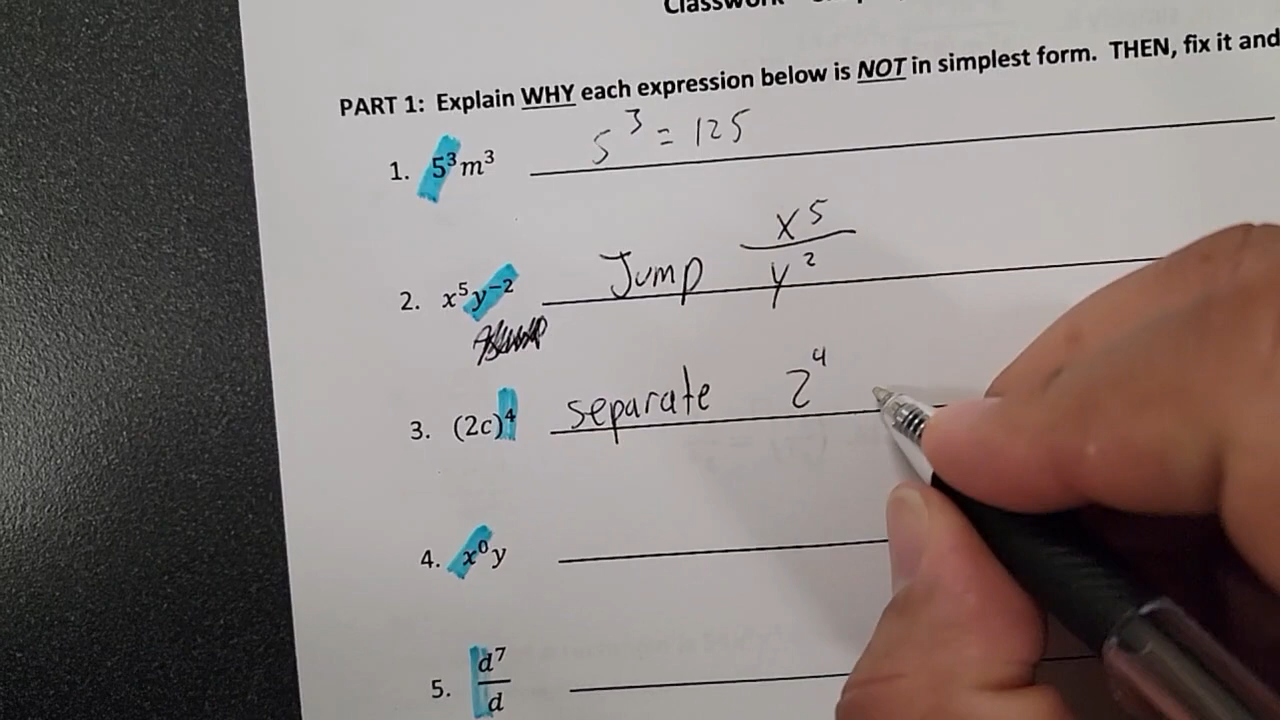 Classwork
PART 1: Explain WHY each expression below is NOT in simplest form. THEN, fix it and
1. 5³m³ 5³ = 125
2. x⁵y⁻² Jump x⁵/y²
3. (2c)⁴ separate 2⁴
4. x⁰y
5. d⁷/d